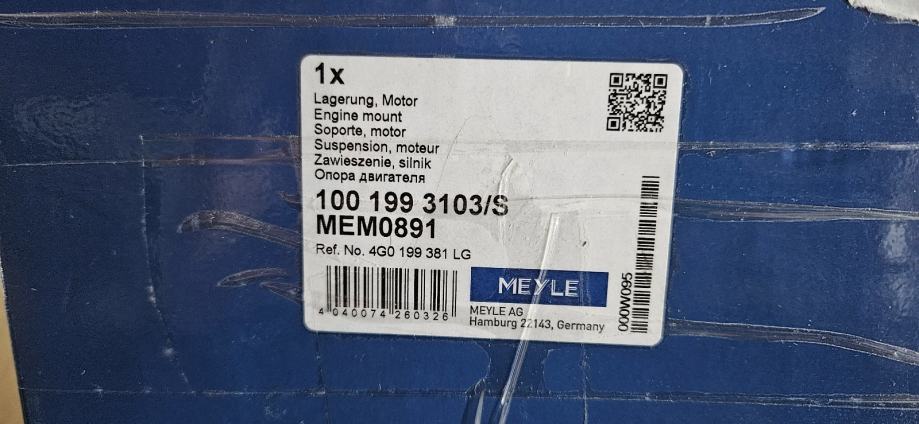 1x
Lagerung, Motor
Engine mount
Soporte, motor
Suspension, moteur
Zawieszenie, silnik
Опора двигателя
100 199 3103/S
MEM0891
Ref. No. 4G0 199 381 LG
4 040074 260326
MEYLE
MEYLE AG
Hamburg 22143, Germany
000W095